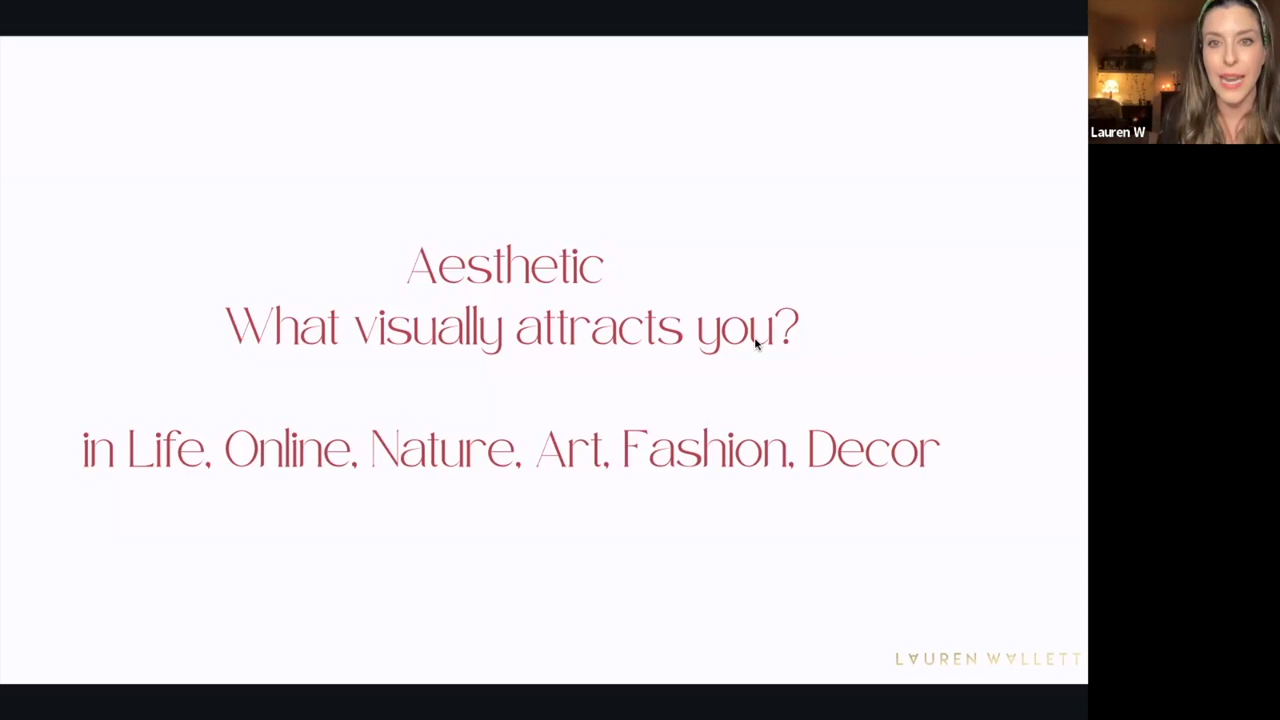 Aesthetic
What visually attracts you?
in Life, Online, Nature, Art, Fashion, Decor
LAUREN WALLETT
Lauren W